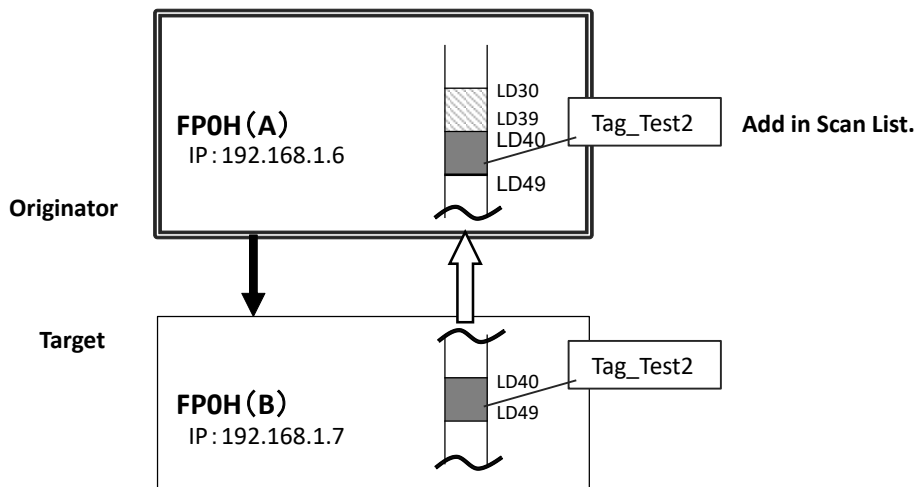 LD30
FP0H(A)
LD39
Tag_Test2
Add in Scan List.
IP:192.168.1.6
LD40
LD49
Originator
Target
LD40
Tag_Test2
FP0H(B)
LD49
IP:192.168.1.7